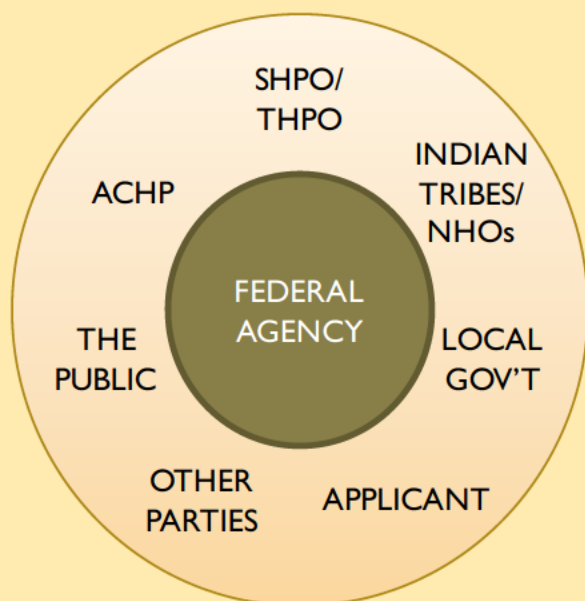 SHPO/
THPO
INDIAN
TRIBES/
NHOs
LOCAL
GOV'T
APPLICANT
OTHER
PARTIES
THE
PUBLIC
ACHP
FEDERAL
AGENCY